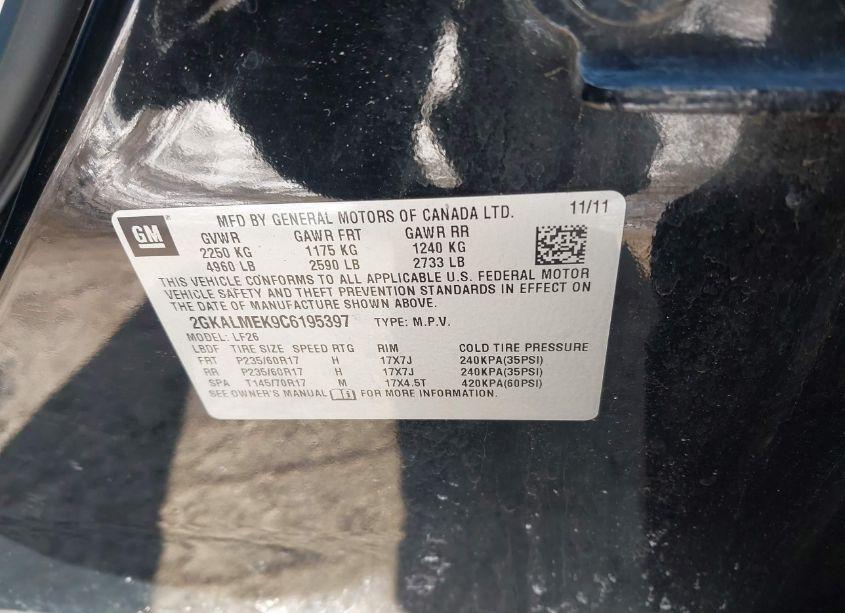 GM
MFD BY GENERAL MOTORS OF CANADA LTD. 11/11
GVWR GAWR FRT GAWR RR
2250 KG 1175 KG 1240 KG
4960 LB 2590 LB 2733 LB
THIS VEHICLE CONFORMS TO ALL APPLICABLE U.S. FEDERAL MOTOR
VEHICLE SAFETY AND THEFT PREVENTION STANDARDS IN EFFECT ON
THE DATE OF MANUFACTURE SHOWN ABOVE.
2GKALMEK9C6195397 TYPE: M.P.V.
MODEL: LF26
LBDF TIRE SIZE SPEED RTG RIM COLD TIRE PRESSURE
FRT P235/60R17 H 17X7J 240KPA(35PSI)
RR P235/60R17 H 17X7J 240KPA(35PSI)
SPA T145/70R17 M 17X4.5T 420KPA(60PSI)
SEE OWNER'S MANUAL FOR MORE INFORMATION.